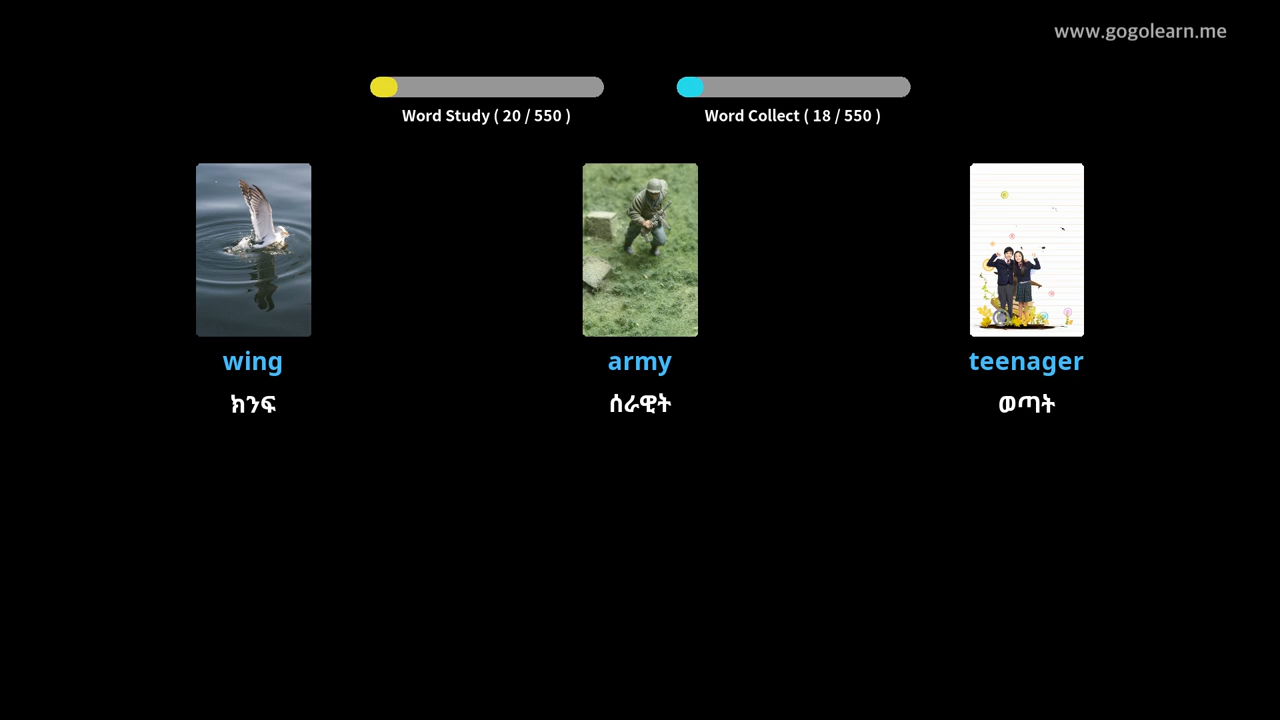 www.gogolearn.me
Word Study ( 20 / 550 )
Word Collect ( 18 / 550 )
wing
army
teenager
ክንፍ
ሰራዊት
ወጣት